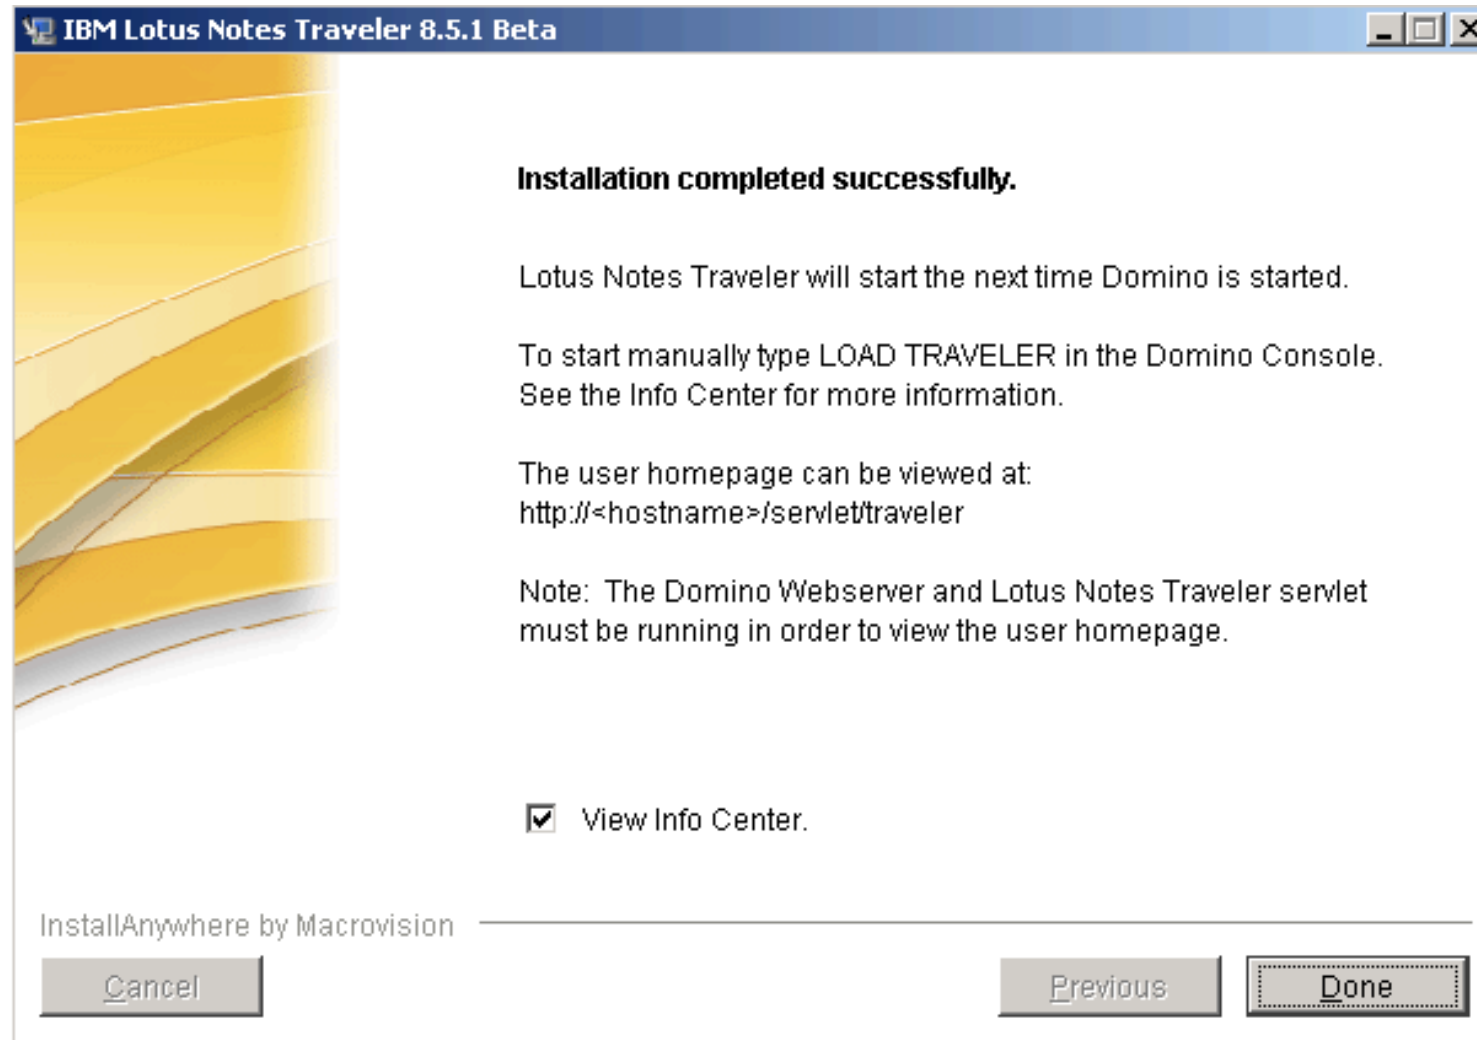 IBM Lotus Notes Traveler 8.5.1 Beta
Installation completed successfully.
Lotus Notes Traveler will start the next time Domino is started.
To start manually type LOAD TRAVELER in the Domino Console.
See the Info Center for more information.
The user homepage can be viewed at:
http://<hostname>/servlet/traveler
Note:  The Domino Webserver and Lotus Notes Traveler servlet
must be running in order to view the user homepage.
View Info Center.
InstallAnywhere by Macrovision
Cancel
Previous
Done